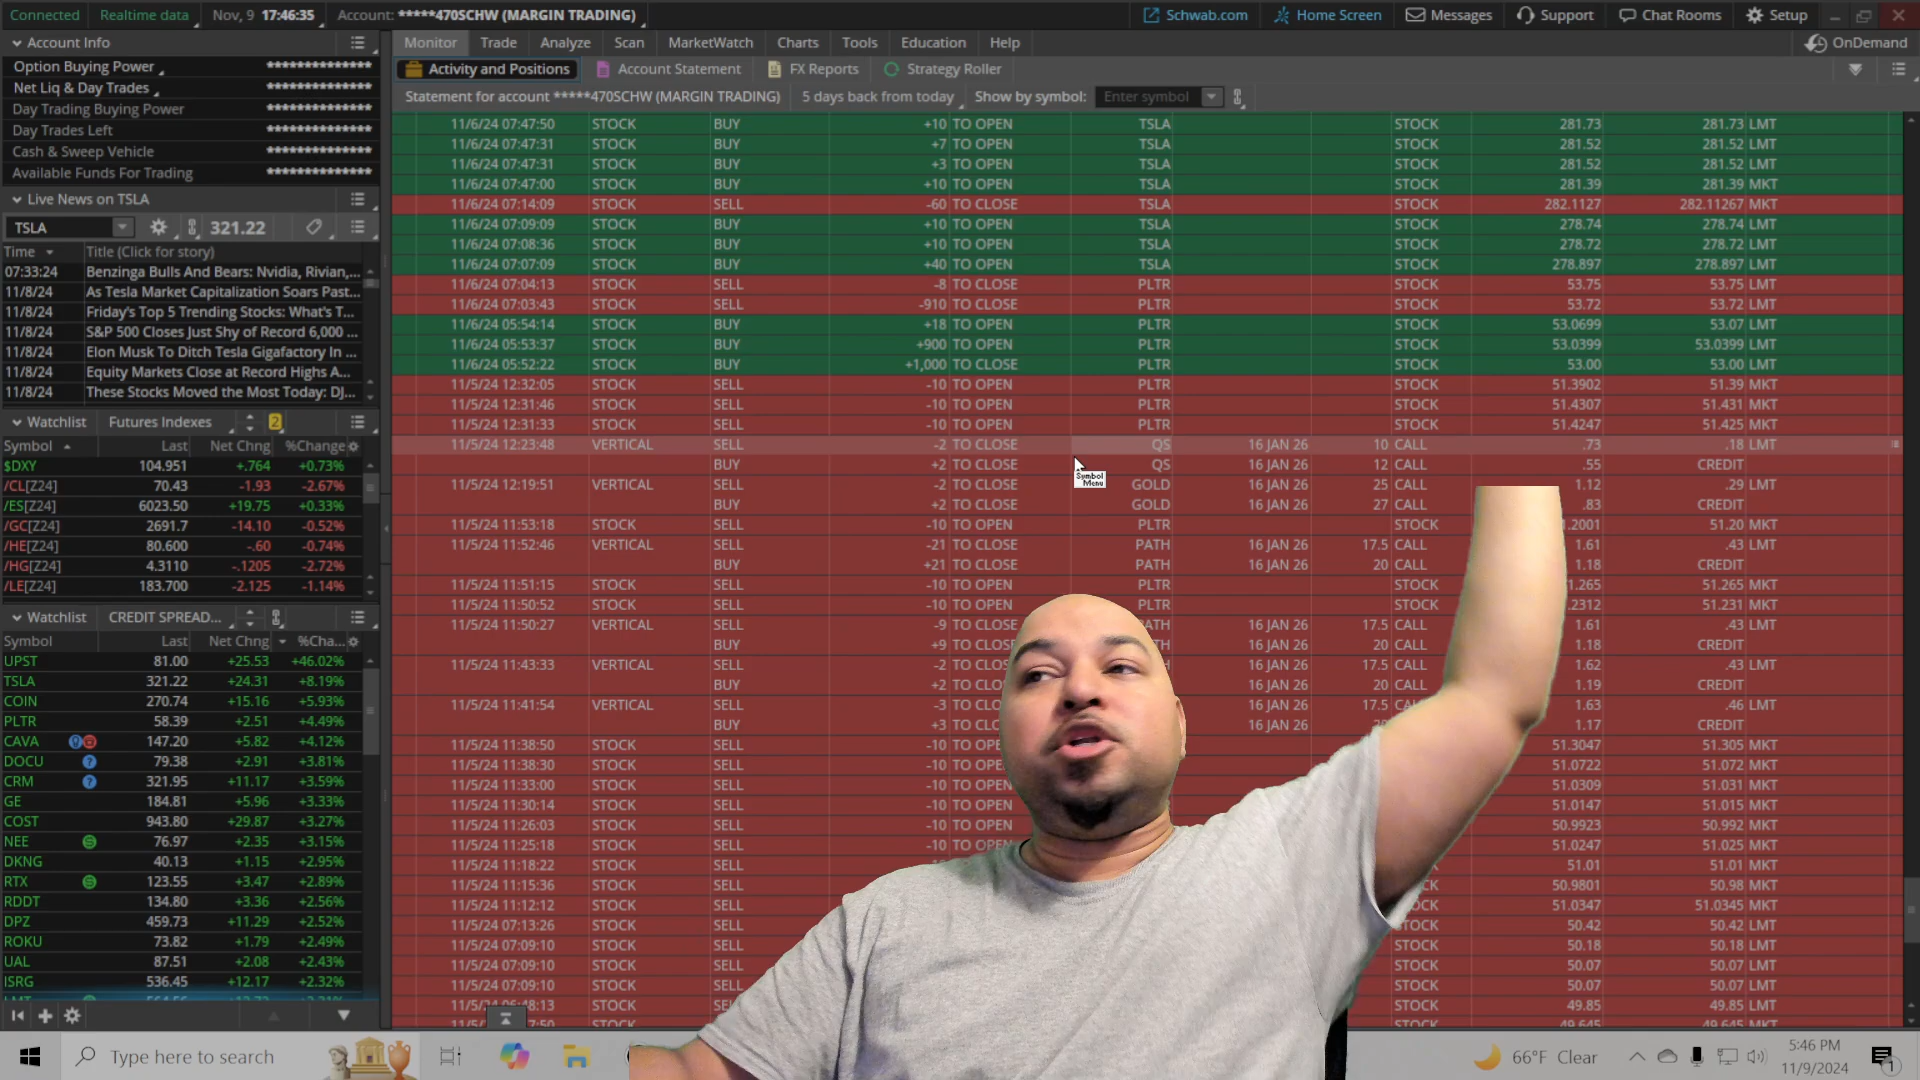 Connected Realtime data Nov, 9 17:46:35 Account: *****470SCHW (MARGIN TRADING) Schwab.com Home Screen Messages Support Chat Rooms Setup
Account Info
Option Buying Power **************
Net Liq & Day Trades **************
Day Trading Buying Power **************
Day Trades Left **************
Cash & Sweep Vehicle **************
Available Funds For Trading **************
Live News on TSLA
TSLA 321.22
Time Title (Click for story)
07:33:24 Benzinga Bulls And Bears: Nvidia, Rivian,...
11/8/24 As Tesla Market Capitalization Soars Past...
11/8/24 Friday's Top 5 Trending Stocks: What's T...
11/8/24 S&P 500 Closes Just Shy of Record 6,000 ...
11/8/24 Elon Musk To Ditch Tesla Gigafactory In ...
11/8/24 Equity Markets Close at Record Highs A...
11/8/24 These Stocks Moved the Most Today: DJ...
Watchlist Futures Indexes 2
Symbol Last Net Chng %Change
$DXY 104.951 +.764 +0.73%
/CL[Z24] 70.43 -1.93 -2.67%
/ES[Z24] 6023.50 +19.75 +0.33%
/GC[Z24] 2691.7 -14.10 -0.52%
/HE[Z24] 80.600 -.60 -0.74%
/HG[Z24] 4.3110 -.1205 -2.72%
/LE[Z24] 183.700 -2.125 -1.14%
Watchlist CREDIT SPREAD...
Symbol Last Net Chng %Cha...
UPST 81.00 +25.53 +46.02%
TSLA 321.22 +24.31 +8.19%
COIN 270.74 +15.16 +5.93%
PLTR 58.39 +2.51 +4.49%
CAVA 147.20 +5.82 +4.12%
DOCU 79.38 +2.91 +3.81%
CRM 321.95 +11.17 +3.59%
GE 184.81 +5.96 +3.33%
COST 943.80 +29.87 +3.27%
NEE 76.97 +2.35 +3.15%
DKNG 40.13 +1.15 +2.95%
RTX 123.55 +3.47 +2.89%
RDDT 134.80 +3.36 +2.56%
DPZ 459.73 +11.29 +2.52%
ROKU 73.82 +1.79 +2.49%
UAL 87.51 +2.08 +2.43%
ISRG 536.45 +12.17 +2.32%
Monitor Trade Analyze Scan MarketWatch Charts Tools Education Help OnDemand
Activity and Positions Account Statement FX Reports Strategy Roller
Statement for account *****470SCHW (MARGIN TRADING) 5 days back from today Show by symbol: Enter symbol
11/6/24 07:47:50 STOCK BUY +10 TO OPEN TSLA STOCK 281.73 281.73 LMT
11/6/24 07:47:31 STOCK BUY +7 TO OPEN TSLA STOCK 281.52 281.52 LMT
11/6/24 07:47:31 STOCK BUY +3 TO OPEN TSLA STOCK 281.52 281.52 LMT
11/6/24 07:47:00 STOCK BUY +10 TO OPEN TSLA STOCK 281.39 281.39 MKT
11/6/24 07:14:09 STOCK SELL -60 TO CLOSE TSLA STOCK 282.1127 282.11267 MKT
11/6/24 07:09:09 STOCK BUY +10 TO OPEN TSLA STOCK 278.74 278.74 LMT
11/6/24 07:08:36 STOCK BUY +10 TO OPEN TSLA STOCK 278.72 278.72 LMT
11/6/24 07:07:09 STOCK BUY +40 TO OPEN TSLA STOCK 278.897 278.897 LMT
11/6/24 07:04:13 STOCK SELL -8 TO CLOSE PLTR STOCK 53.75 53.75 LMT
11/6/24 07:03:43 STOCK SELL -910 TO CLOSE PLTR STOCK 53.72 53.72 LMT
11/6/24 05:54:14 STOCK BUY +18 TO OPEN PLTR STOCK 53.0699 53.07 LMT
11/6/24 05:53:37 STOCK BUY +900 TO OPEN PLTR STOCK 53.0399 53.0399 LMT
11/6/24 05:52:22 STOCK BUY +1,000 TO CLOSE PLTR STOCK 53.00 53.00 LMT
11/5/24 12:32:05 STOCK SELL -10 TO OPEN PLTR STOCK 51.3902 51.39 MKT
11/5/24 12:31:46 STOCK SELL -10 TO OPEN PLTR STOCK 51.4307 51.431 MKT
11/5/24 12:31:33 STOCK SELL -10 TO OPEN PLTR STOCK 51.4247 51.425 MKT
11/5/24 12:23:48 VERTICAL SELL -2 TO CLOSE QS 16 JAN 26 10 CALL .73 .18 LMT
BUY +2 TO CLOSE QS 16 JAN 26 12 CALL .55 CREDIT
Symbol Menu
11/5/24 12:19:51 VERTICAL SELL -2 TO CLOSE GOLD 16 JAN 26 25 CALL 1.12 .29 LMT
BUY +2 TO CLOSE GOLD 16 JAN 26 27 CALL .83 CREDIT
11/5/24 11:53:18 STOCK SELL -10 TO OPEN PLTR STOCK .2001 51.20 MKT
11/5/24 11:52:46 VERTICAL SELL -21 TO CLOSE PATH 16 JAN 26 17.5 CALL 1.61 .43 LMT
BUY +21 TO CLOSE PATH 16 JAN 26 20 CALL 1.18 CREDIT
11/5/24 11:51:15 STOCK SELL -10 TO OPEN PLTR STOCK .265 51.265 MKT
11/5/24 11:50:52 STOCK SELL -10 TO OPEN PLTR STOCK .2312 51.231 MKT
11/5/24 11:50:27 VERTICAL SELL -9 TO CLOSE 16 JAN 26 17.5 CALL 1.61 .43 LMT
BUY +9 TO CLOSE 16 JAN 26 20 CALL 1.18 CREDIT
11/5/24 11:43:33 VERTICAL SELL -2 TO CLOS 16 JAN 26 17.5 CALL 1.62 .43 LMT
BUY +2 TO CLO 16 JAN 26 20 CALL 1.19 CREDIT
11/5/24 11:41:54 VERTICAL SELL -3 TO CLO 16 JAN 26 17.5 1.63 .46 LMT
BUY +3 TO CLO 16 JAN 26 1.17 CREDIT
11/5/24 11:38:50 STOCK SELL -10 TO OPE STOCK 51.3047 51.305 MKT
11/5/24 11:38:30 STOCK SELL -10 TO OPE STOCK 51.0722 51.072 MKT
11/5/24 11:33:00 STOCK SELL -10 TO OPE STOCK 51.0309 51.031 MKT
11/5/24 11:30:14 STOCK SELL -10 TO OPEN STOCK 51.0147 51.015 MKT
11/5/24 11:26:03 STOCK SELL -10 TO OPEN STOCK 50.9923 50.992 MKT
11/5/24 11:25:18 STOCK SELL -10 TO OPE STOCK 51.0247 51.025 MKT
11/5/24 11:18:22 STOCK SELL STOCK 51.01 51.01 MKT
11/5/24 11:15:36 STOCK SELL 50.9801 50.98 MKT
11/5/24 11:12:12 STOCK SELL 51.0347 51.0345 MKT
11/5/24 07:13:26 STOCK SELL STOCK 50.42 50.42 LMT
11/5/24 07:09:10 STOCK SELL STOCK 50.18 50.18 LMT
11/5/24 07:09:10 STOCK SELL STOCK 50.07 50.07 LMT
11/5/24 07:09:10 STOCK SELL STOCK 50.07 50.07 LMT
STOCK 49.85 49.85 LMT
Type here to search 66°F Clear 5:46 PM
11/9/2024 1